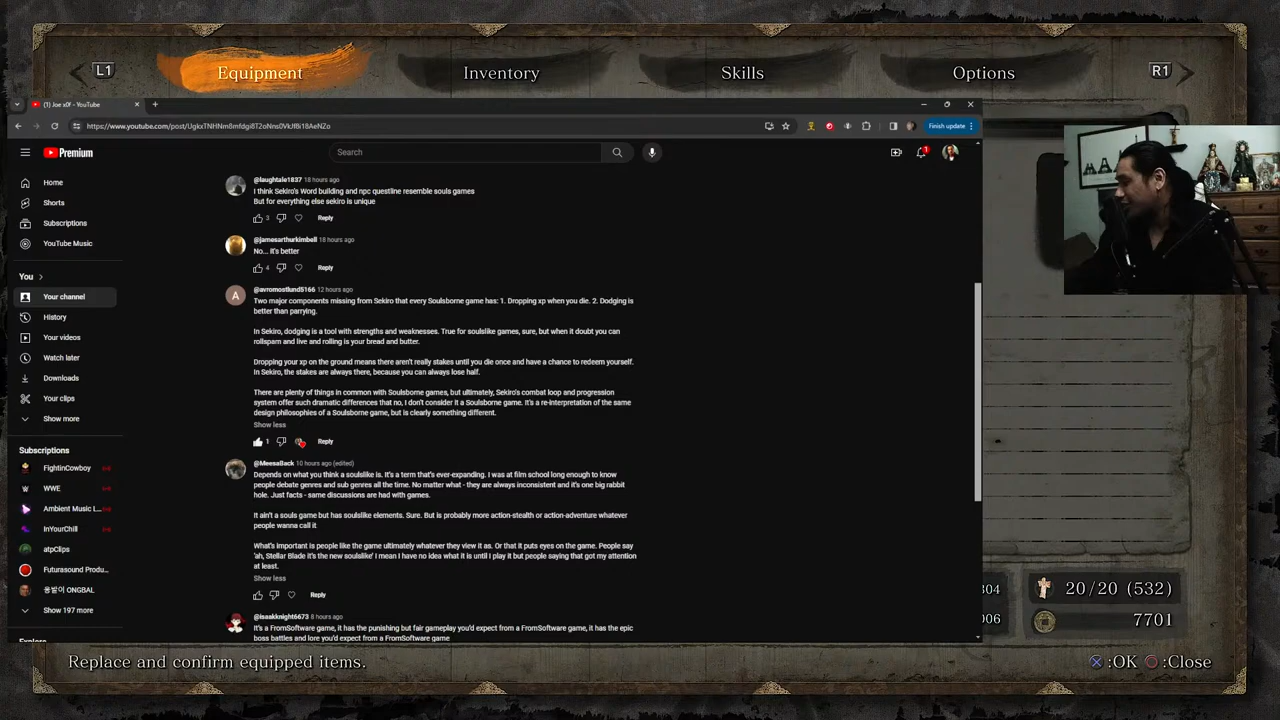 L1
Equipment
Inventory
Skills
Options
R1
(1) Joe x0f - YouTube
https://www.youtube.com/post/UgkxTNHNm8mfdgi8T2oNns0VkJf8i18AeNZo
Finish update
Premium
Search
1
Home
Shorts
Subscriptions
YouTube Music
You
Your channel
History
Your videos
Watch later
Downloads
Your clips
Show more
Subscriptions
FightinCowboy
WWE
Ambient Music L...
InYourChill
atpClips
Futurasound Produ...
용발이 ONGBAL
Show 197 more
Explore
@laughtale1837 18 hours ago
I think Sekiro's Word building and npc questline resemble souls games
But for everything else sekiro is unique
3 Reply
@jamesarthurkimbell 18 hours ago
No... it's better
4 Reply
A
@avromostlund5166 12 hours ago
Two major components missing from Sekiro that every Soulsborne game has: 1. Dropping xp when you die. 2. Dodging is
better than parrying.
In Sekiro, dodging is a tool with strengths and weaknesses. True for soulslike games, sure, but when it doubt you can
rollspam and live and rolling is your bread and butter.
Dropping your xp on the ground means there aren't really stakes until you die once and have a chance to redeem yourself.
In Sekiro, the stakes are always there, because you can always lose half.
There are plenty of things in common with Soulsborne games, but ultimately, Sekiro's combat loop and progression
system offer such dramatic differences that no, I don't consider it a Soulsborne game. It's a re-interpretation of the same
design philosophies of a Soulsborne game, but is clearly something different.
Show less
1 Reply
@MeesaBack 10 hours ago (edited)
Depends on what you think a soulslike is. It's a term that's ever-expanding. I was at film school long enough to know
people debate genres and sub genres all the time. No matter what - they are always inconsistent and it's one big rabbit
hole. Just facts - same discussions are had with games.
It ain't a souls game but has soulslike elements. Sure. But is probably more action-stealth or action-adventure whatever
people wanna call it
What's important is people like the game ultimately whatever they view it as. Or that it puts eyes on the game. People say
'ah, Stellar Blade it's the new soulslike' I mean I have no idea what it is until I play it but people saying that got my attention
at least.
Show less
Reply
@isaakknight6673 8 hours ago
It's a FromSoftware game, it has the punishing but fair gameplay you'd expect from a FromSoftware game, it has the epic
boss battles and lore you'd expect from a FromSoftware game
304
20/20 (532)
006
7701
Replace and confirm equipped items.
:OK :Close